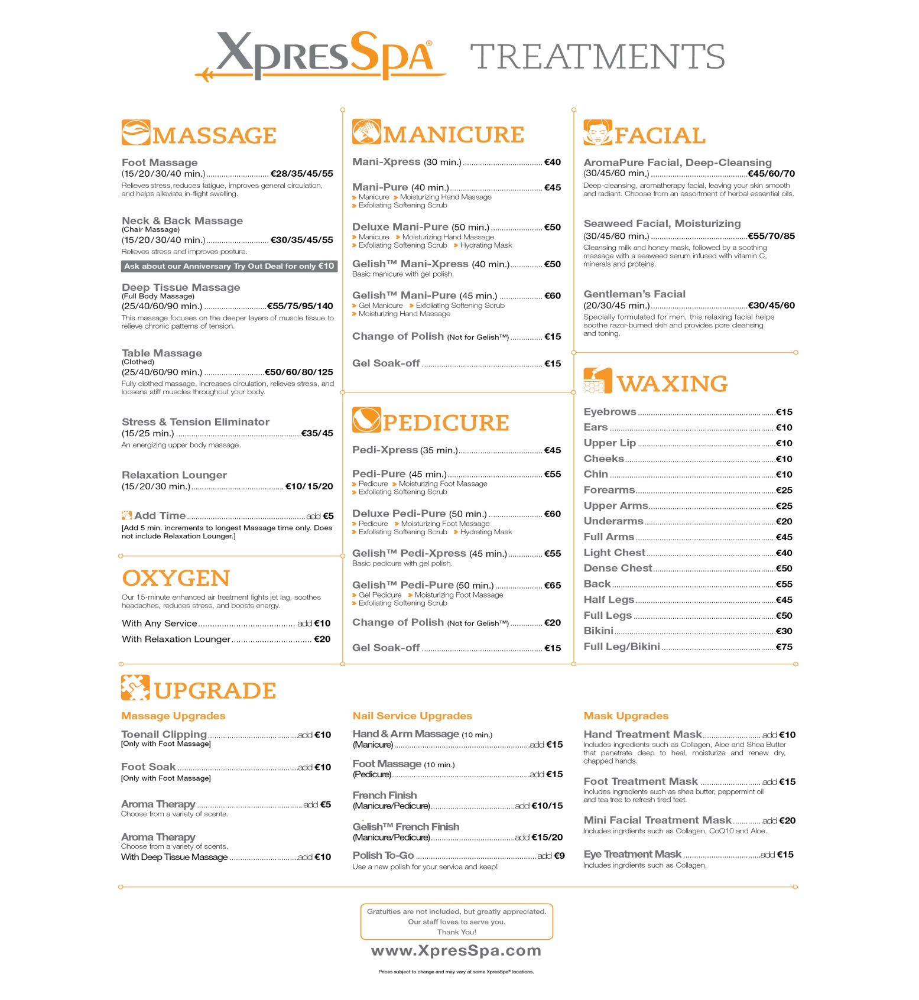 XpresSpa® TREATMENTS
MASSAGE
Foot Massage
(15/20/30/40 min.)............................. €28/35/45/55
Relieves stress, reduces fatigue, improves general circulation,
and helps alleviate in-flight swelling.
Neck & Back Massage
(Chair Massage)
(15/20/30/40 min.)............................. €30/35/45/55
Relieves stress and improves posture.
Ask about our Anniversary Try Out Deal for only €10
Deep Tissue Massage
(Full Body Massage)
(25/40/60/90 min.) .............................€55/75/95/140
This massage focuses on the deeper layers of muscle tissue to
relieve chronic patterns of tension.
Table Massage
(Clothed)
(25/40/60/90 min.) ............................€50/60/80/125
Fully clothed massage, increases circulation, relieves stress, and
loosens stiff muscles throughout your body.
Stress & Tension Eliminator
(15/25 min.) ..........................................................€35/45
An energizing upper body massage.
Relaxation Lounger
(15/20/30 min.)........................................... €10/15/20
Add Time....................................................... add €5
[Add 5 min. increments to longest Massage time only. Does
not include Relaxation Lounger.]
OXYGEN
Our 15-minute enhanced air treatment fights jet lag, soothes
headaches, reduces stress, and boosts energy.
With Any Service.................................... add €10
With Relaxation Lounger.................................. €20
MANICURE
Mani-Xpress (30 min.)..................................... €40
Mani-Pure (40 min.)........................................... €45
Manicure Moisturizing Hand Massage
Exfoliating Softening Scrub
Deluxe Mani-Pure (50 min.)........................ €50
Manicure Moisturizing Hand Massage
Exfoliating Softening Scrub Hydrating Mask
Gelish™ Mani-Xpress (40 min.)............... €50
Basic manicure with gel polish.
Gelish™ Mani-Pure (45 min.) .................... €60
Gel Manicure Exfoliating Softening Scrub
Moisturizing Hand Massage
Change of Polish (Not for Gelish™)............... €15
Gel Soak-off ........................................................ €15
PEDICURE
Pedi-Xpress (35 min.)....................................... €45
Pedi-Pure (45 min.)............................................ €55
Pedicure Moisturizing Foot Massage
Exfoliating Softening Scrub
Deluxe Pedi-Pure (50 min.) ......................... €60
Pedicure Moisturizing Foot Massage
Exfoliating Softening Scrub Hydrating Mask
Gelish™ Pedi-Xpress (45 min.)................ €55
Basic pedicure with gel polish.
Gelish™ Pedi-Pure (50 min.) ...................... €65
Gel Pedicure Moisturizing Foot Massage
Exfoliating Softening Scrub
Change of Polish (Not for Gelish™)............... €20
Gel Soak-off ........................................................ €15
FACIAL
AromaPure Facial, Deep-Cleansing
(30/45/60 min.) .............................................€45/60/70
Deep-cleansing, aromatherapy facial, leaving your skin smooth
and radiant. Choose from an assortment of herbal essential oils.
Seaweed Facial, Moisturizing
(30/45/60 min.) .............................................€55/70/85
Cleansing milk and honey mask, followed by a soothing
massage with a seaweed serum infused with vitamin C,
minerals and proteins.
Gentleman’s Facial
(20/30/45 min.).............................................€30/45/60
Specially formulated for men, this relaxing facial helps
soothe razor-burned skin and provides pore cleansing
and toning.
WAXING
Eyebrows ................................................................€15
Ears .............................................................................€10
Upper Lip ................................................................€10
Cheeks......................................................................€10
Chin .............................................................................€10
Forearms.................................................................€25
Upper Arms...........................................................€25
Underarms.............................................................€20
Full Arms .................................................................€45
Light Chest............................................................€40
Dense Chest.........................................................€50
Back............................................................................€55
Half Legs .................................................................€45
Full Legs ..................................................................€50
Bikini...........................................................................€30
Full Leg/Bikini .....................................................€75
UPGRADE
Massage Upgrades
Toenail Clipping..........................................add €10
[Only with Foot Massage]
Foot Soak ........................................................add €10
[Only with Foot Massage]
Aroma Therapy ................................................. add €5
Choose from a variety of scents.
Aroma Therapy
Choose from a variety of scents.
With Deep Tissue Massage ................................add €10
Nail Service Upgrades
Hand & Arm Massage (10 min.)
(Manicure)...............................................................add €15
Foot Massage (10 min.)
(Pedicure)................................................................add €15
French Finish
(Manicure/Pedicure).......................................add €10/15
Gelish™ French Finish
(Manicure/Pedicure).......................................add €15/20
Polish To-Go ........................................................ add €9
Use a new polish for your service and keep!
Mask Upgrades
Hand Treatment Mask............................add €10
Includes ingredients such as Collagen, Aloe and Shea Butter
that penetrate deep to heal, moisturize and renew dry,
chapped hands.
Foot Treatment Mask .............................add €15
Includes ingredients such as shea butter, peppermint oil
and tea tree to refresh tired feet.
Mini Facial Treatment Mask..............add €20
Includes ingrdients such as Collagen, CoQ10 and Aloe.
Eye Treatment Mask ....................................add €15
Includes ingrdients such as Collagen.
Gratuities are not included, but greatly appreciated.
Our staff loves to serve you.
Thank You!
www.XpresSpa.com
Prices subject to change and may vary at some XpresSpa® locations.